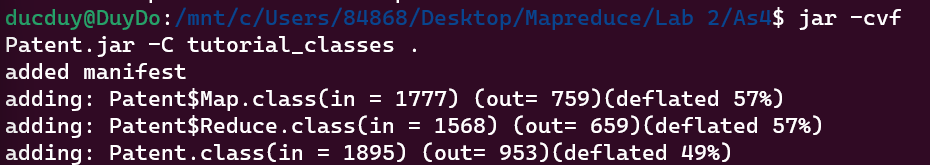 ducduy@DuyDo:/mnt/c/Users/84868/Desktop/Mapreduce/Lab 2/As4$ jar -cvf
Patent.jar -C tutorial_classes .
added manifest
adding: Patent$Map.class(in = 1777) (out= 759)(deflated 57%)
adding: Patent$Reduce.class(in = 1568) (out= 659)(deflated 57%)
adding: Patent.class(in = 1895) (out= 953)(deflated 49%)